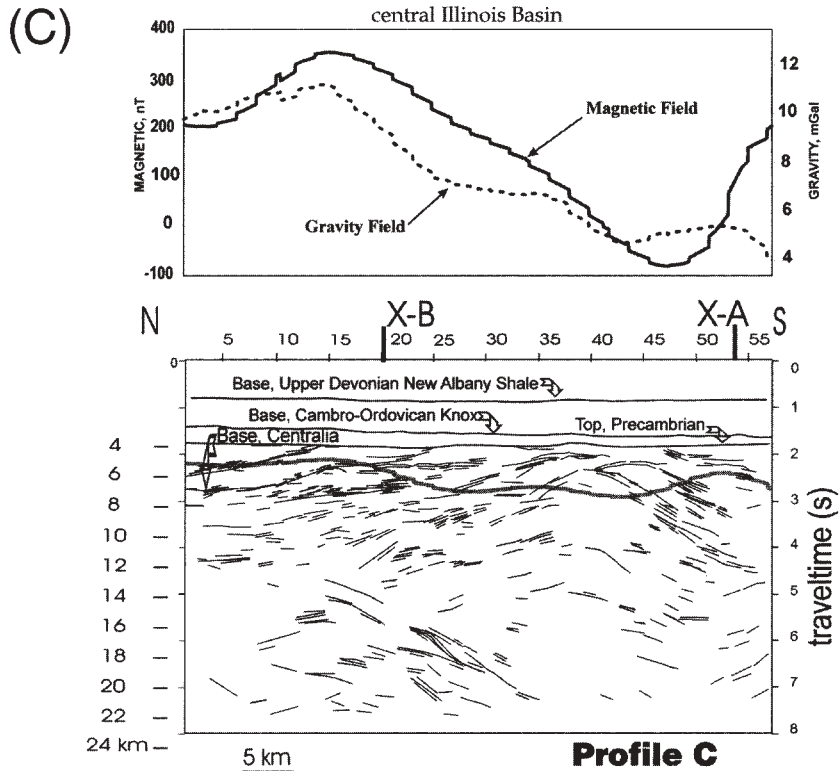 (C)
central Illinois Basin
400
300
200
100
0
-100
MAGNETIC, nT
12
10
8
6
4
GRAVITY, mGal
Magnetic Field
Gravity Field
N
X-B
X-A
S
5 10 15 20 25 30 35 40 45 50 55
0
0
Base, Upper Devonian New Albany Shale
1
Base, Cambro-Ordovican Knox
Top, Precambrian
Base, Centralia
4
6
8
10
12
14
16
18
20
22
24 km
2
3
4
5
6
7
8
traveltime (s)
5 km
Profile C